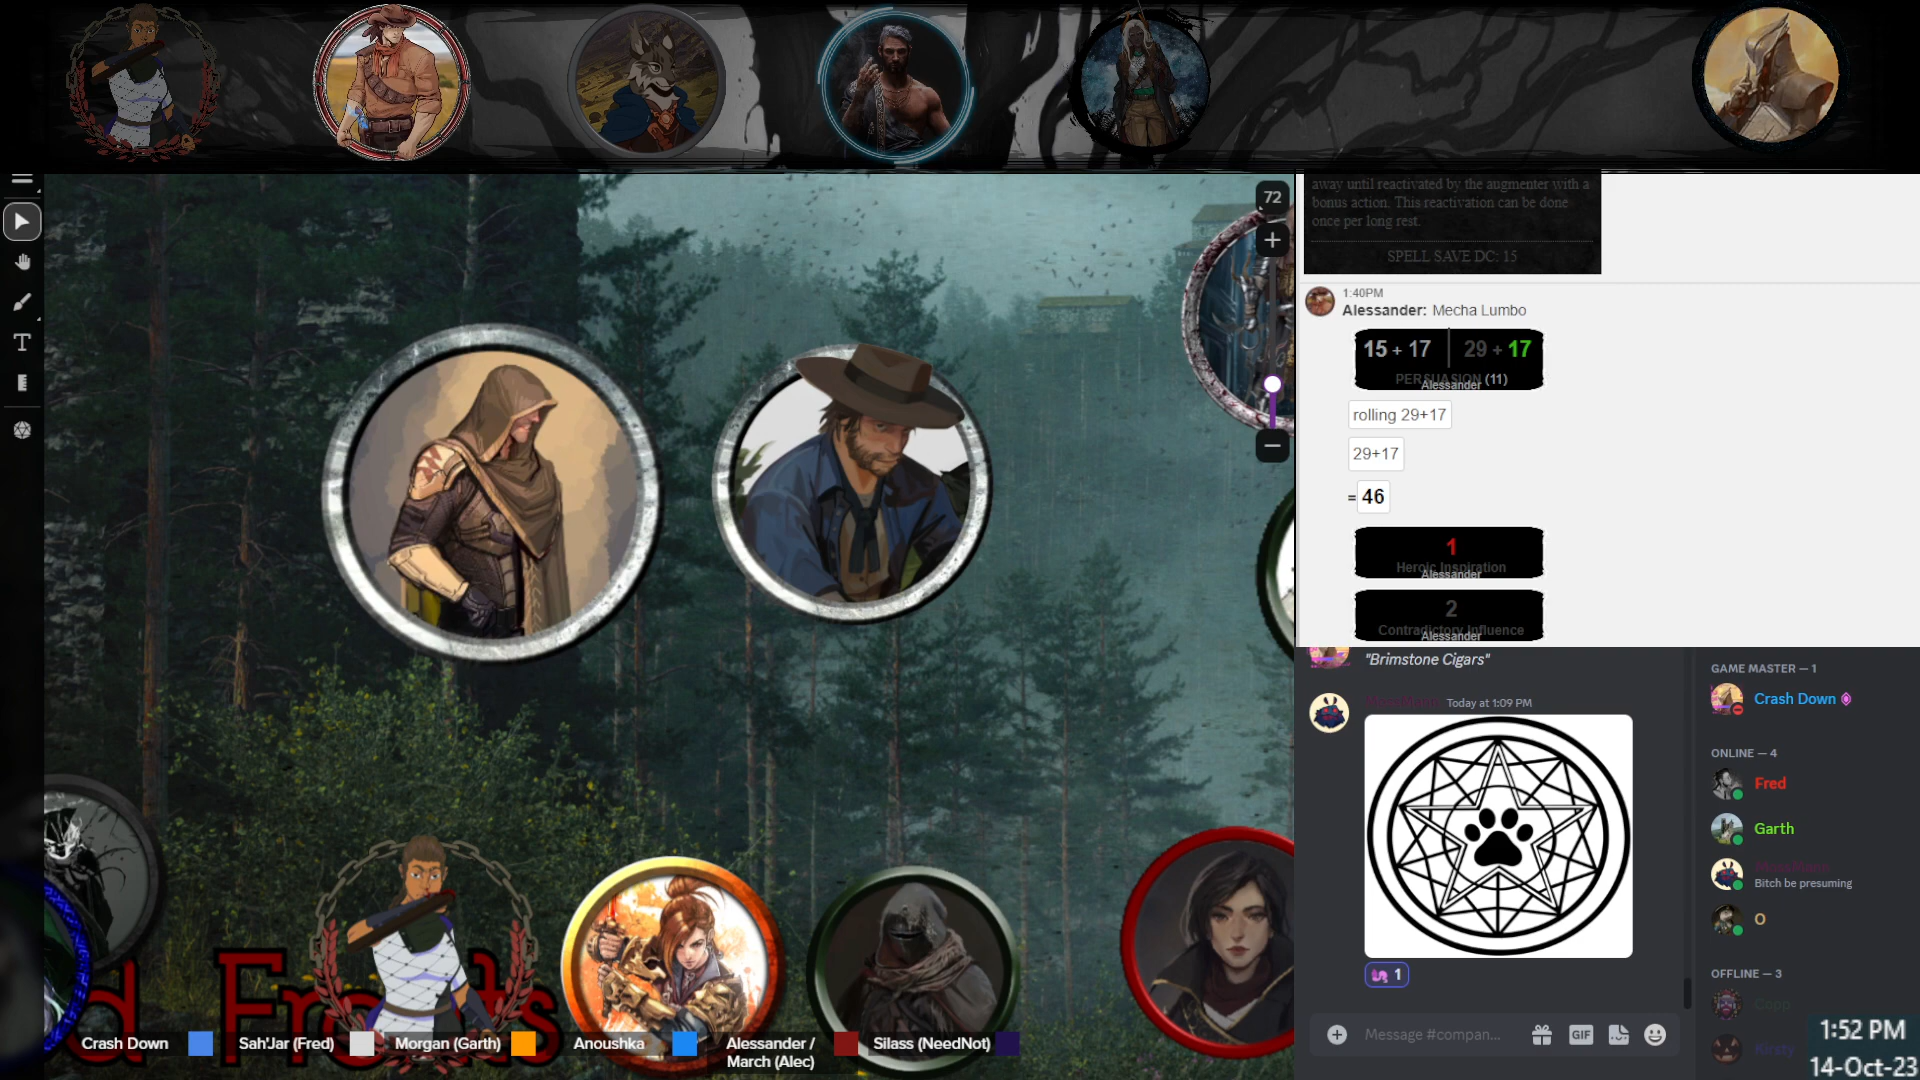 away until reactivated by the augmenter with a
bonus action. This reactivation can be done
once per long rest.
SPELL SAVE DC: 15
72
1:40PM
Alessander: Mecha Lumbo
15 + 17 | 29 + 17
PERSUASION (11)
Alessander
rolling 29+17
29+17
= 46
1
Heroic Inspiration
Alessander
2
Contradictory Influence
Alessander
"Brimstone Cigars"
Today at 1:09 PM
1
Message #compan...
GIF
GAME MASTER — 1
Crash Down
ONLINE — 4
Fred
Garth
Bitch be presuming
O
OFFLINE — 3
Copp
Kirsty
1:52 PM
14-Oct-23
Crash Down
Sah'Jar (Fred)
Morgan (Garth)
Anoushka
Alessander /
March (Alec)
Silass (NeedNot)